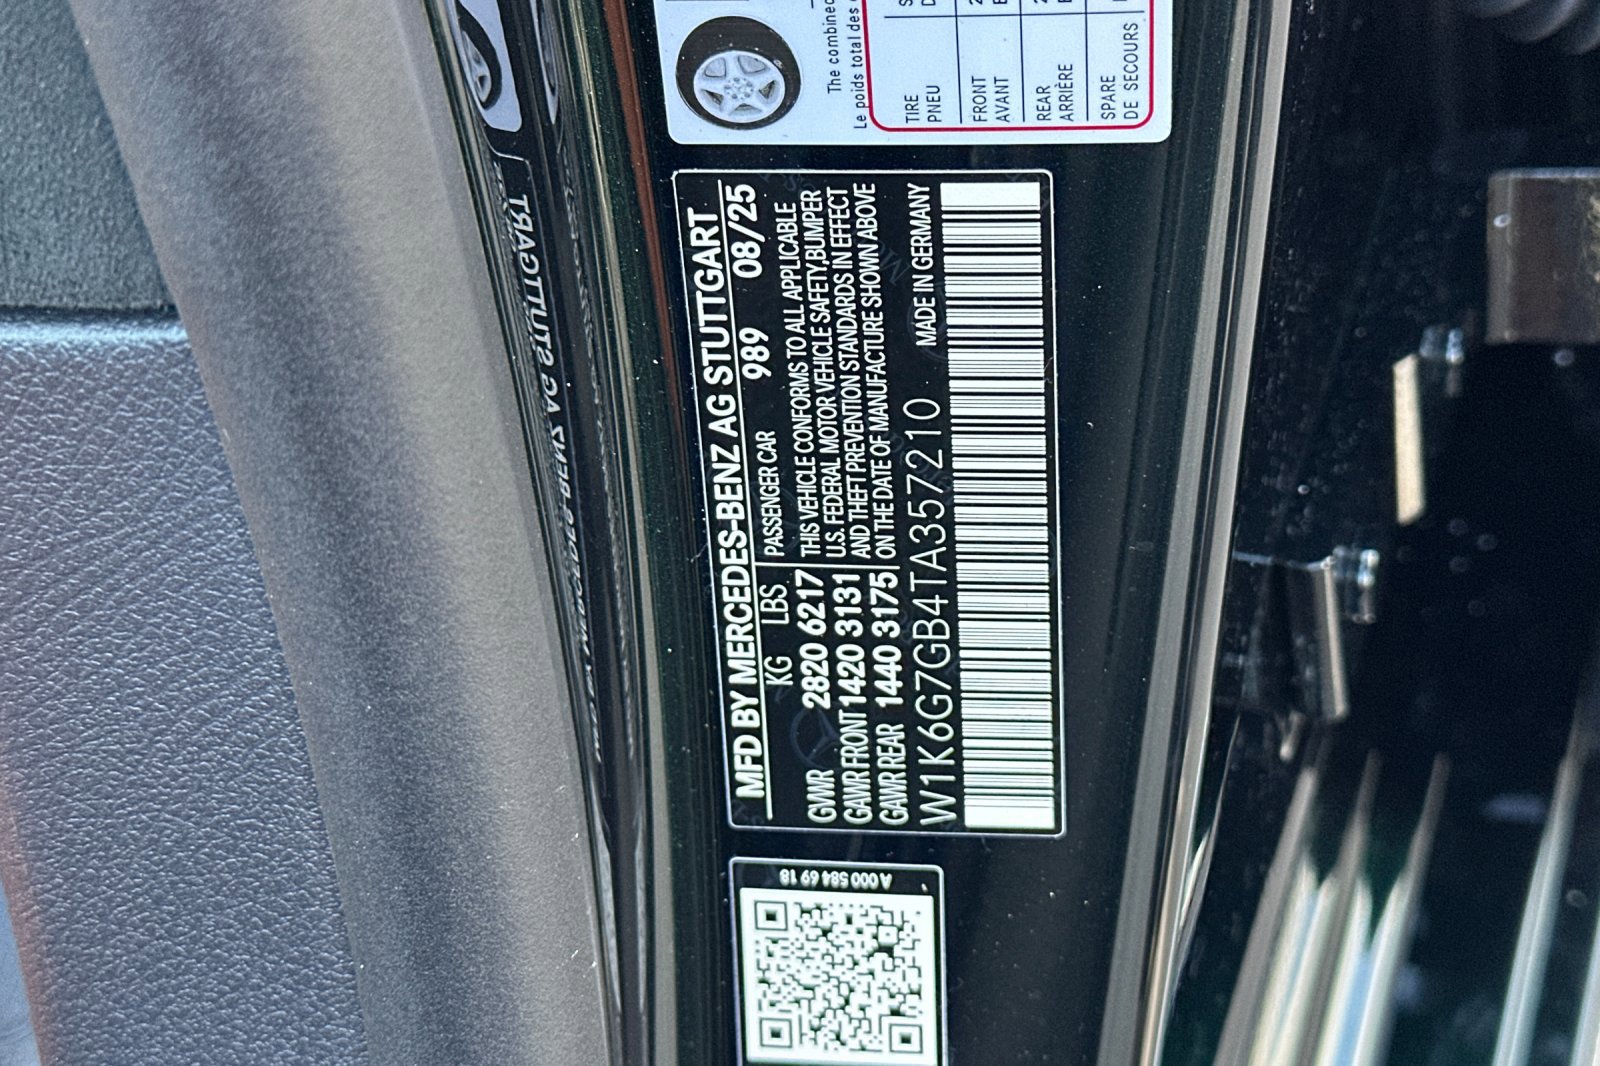 The combined
Le poids total des
TIRE
PNEU
FRONT
AVANT
REAR
ARRIÈRE
SPARE
DE SECOURS
MFD BY MERCEDES-BENZ AG STUTTGART
KG LBS PASSENGER CAR 989 08/25
GVWR 2820 6217 THIS VEHICLE CONFORMS TO ALL APPLICABLE
U.S. FEDERAL MOTOR VEHICLE SAFETY,BUMPER
GAWR FRONT 1420 3131 AND THEFT PREVENTION STANDARDS IN EFFECT
GAWR REAR 1440 3175 ON THE DATE OF MANUFACTURE SHOWN ABOVE
W1K6G7GB4TA357210 MADE IN GERMANY
A 000 584 69 18